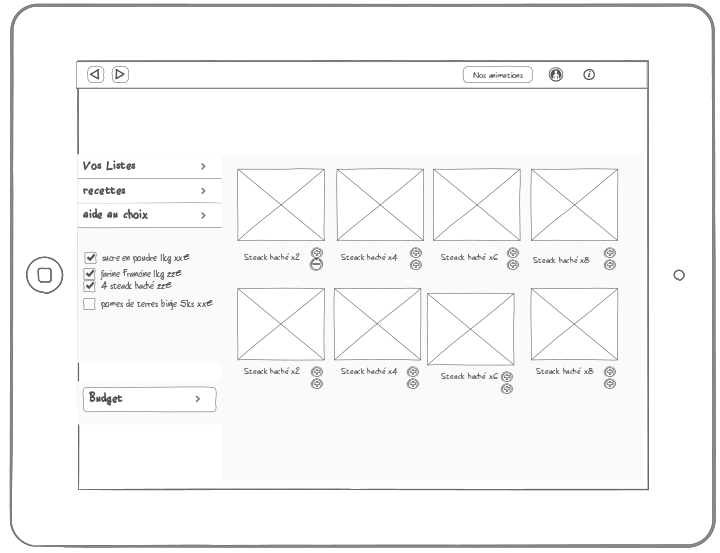 Nos animations
Vos Listes
recettes
aide au choix
sucre en poudre 1kg xx€
farine Francine 1kg zz€
4 steack haché zz€
pomes de terres binje 5ks xx€
Budget
Steack haché x2
Steack haché x4
Steack haché x6
Steack haché x8
Steack haché x2
Steack haché x4
Steack haché x6
Steack haché x8